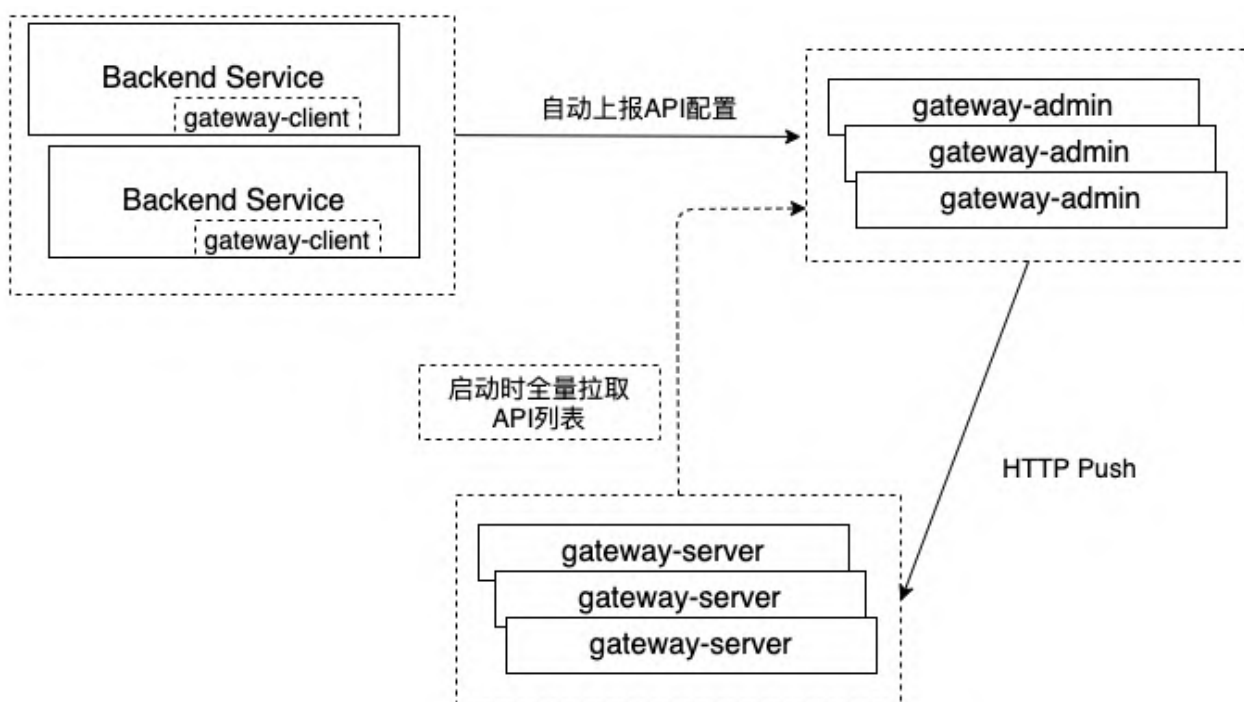 Backend Service
gateway-client
Backend Service
gateway-client
自动上报API配置
gateway-admin
gateway-admin
gateway-admin
启动时全量拉取
API列表
HTTP Push
gateway-server
gateway-server
gateway-server